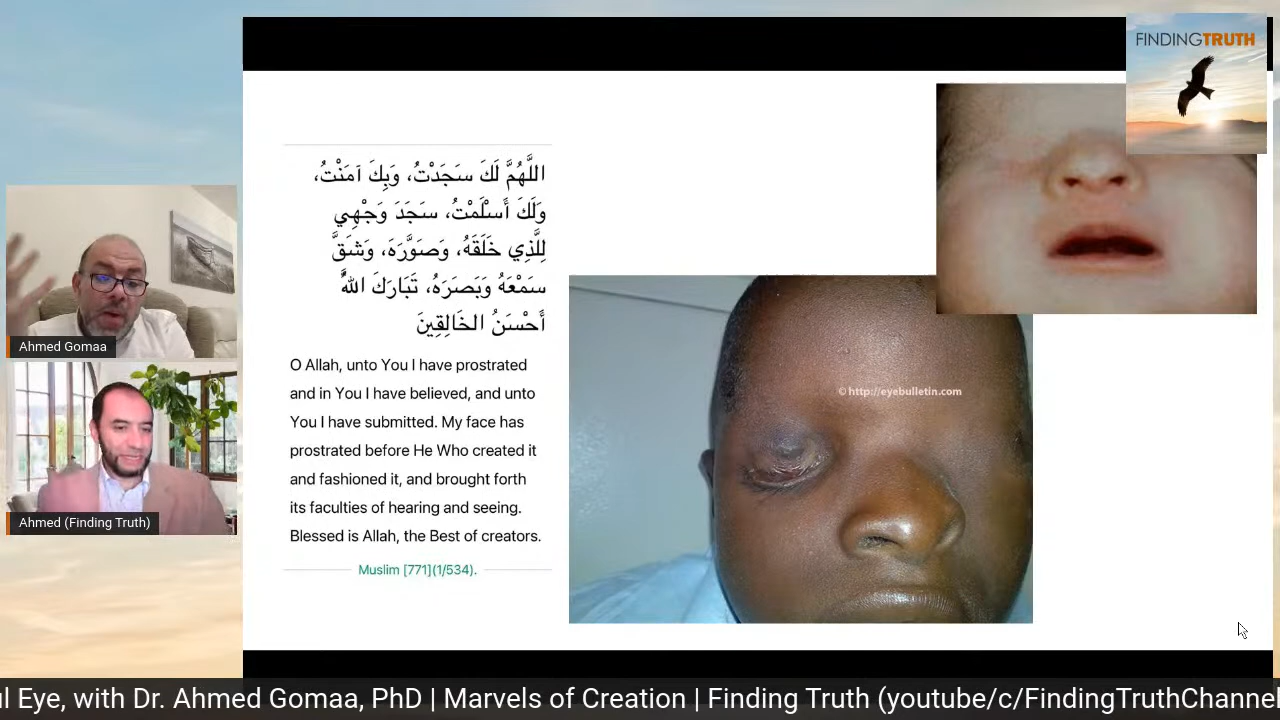 FINDINGTRUTH
اللَّهُمَّ لَكَ سَجَدْتُ، وَبِكَ آمَنْتُ،
وَلَكَ أَسْلَمْتُ، سَجَدَ وَجْهِي
لِلَّذِي خَلَقَهُ، وَصَوَّرَهُ، وَشَقَّ
سَمْعَهُ وَبَصَرَهُ، تَبَارَكَ اللهُ
أَحْسَنُ الخَالِقِينَ
O Allah, unto You I have prostrated
and in You I have believed, and unto
You I have submitted. My face has
prostrated before He Who created it
and fashioned it, and brought forth
its faculties of hearing and seeing.
Blessed is Allah, the Best of creators.
Muslim [771](1/534).
© http://eyebulletin.com
Ahmed Gomaa
Ahmed (Finding Truth)
Eye, with Dr. Ahmed Gomaa, PhD | Marvels of Creation | Finding Truth (youtube/c/FindingTruthChannel